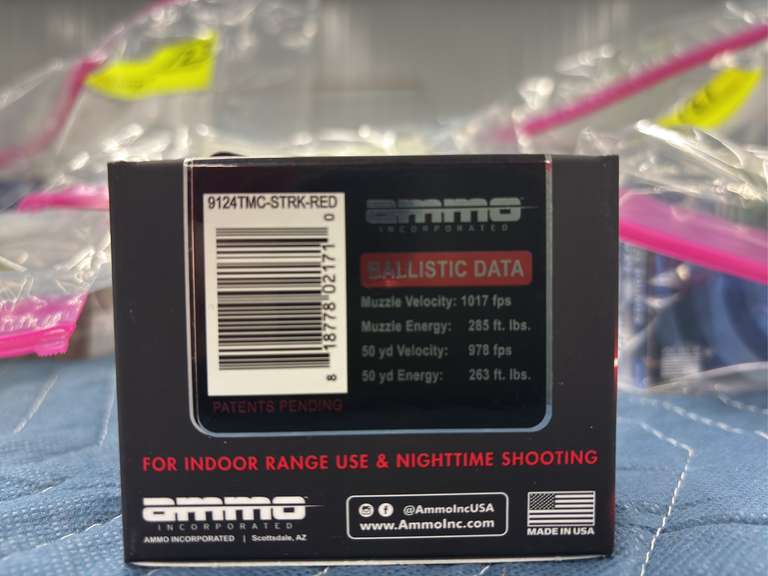 9124TMC-STRK-RED
8 18778 02171 0
PATENTS PENDING
ammo
INCORPORATED
BALLISTIC DATA
Muzzle Velocity: 1017 fps
Muzzle Energy: 285 ft. lbs.
50 yd Velocity: 978 fps
50 yd Energy: 263 ft. lbs.
FOR INDOOR RANGE USE & NIGHTTIME SHOOTING
ammo
INCORPORATED
AMMO INCORPORATED | Scottsdale, AZ
@AmmoIncUSA
www.AmmoInc.com
MADE IN USA